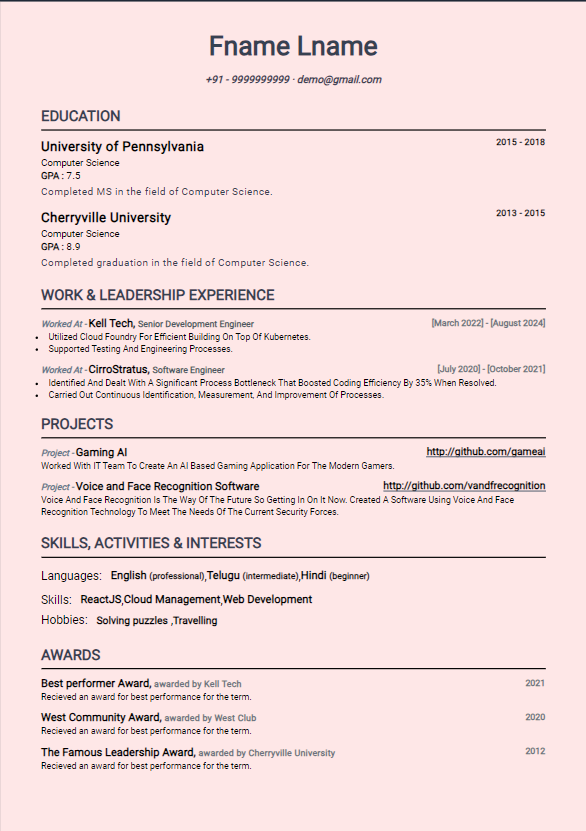 Fname Lname
+91 - 9999999999 · demo@gmail.com
EDUCATION
University of Pennsylvania 2015 - 2018
Computer Science
GPA : 7.5
Completed MS in the field of Computer Science.
Cherryville University 2013 - 2015
Computer Science
GPA : 8.9
Completed graduation in the field of Computer Science.
WORK & LEADERSHIP EXPERIENCE
Worked At - Kell Tech, Senior Development Engineer [March 2022] - [August 2024]
• Utilized Cloud Foundry For Efficient Building On Top Of Kubernetes.
• Supported Testing And Engineering Processes.
Worked At - CirroStratus, Software Engineer [July 2020] - [October 2021]
• Identified And Dealt With A Significant Process Bottleneck That Boosted Coding Efficiency By 35% When Resolved.
• Carried Out Continuous Identification, Measurement, And Improvement Of Processes.
PROJECTS
Project - Gaming AI http://github.com/gameai
Worked With IT Team To Create An AI Based Gaming Application For The Modern Gamers.
Project - Voice and Face Recognition Software http://github.com/vandfrecognition
Voice And Face Recognition Is The Way Of The Future So Getting In On It Now. Created A Software Using Voice And Face
Recognition Technology To Meet The Needs Of The Current Security Forces.
SKILLS, ACTIVITIES & INTERESTS
Languages: English (professional),Telugu (intermediate),Hindi (beginner)
Skills: ReactJS,Cloud Management,Web Development
Hobbies: Solving puzzles ,Travelling
AWARDS
Best performer Award, awarded by Kell Tech 2021
Recieved an award for best performance for the term.
West Community Award, awarded by West Club 2020
Recieved an award for best performance for the term.
The Famous Leadership Award, awarded by Cherryville University 2012
Recieved an award for best performance for the term.